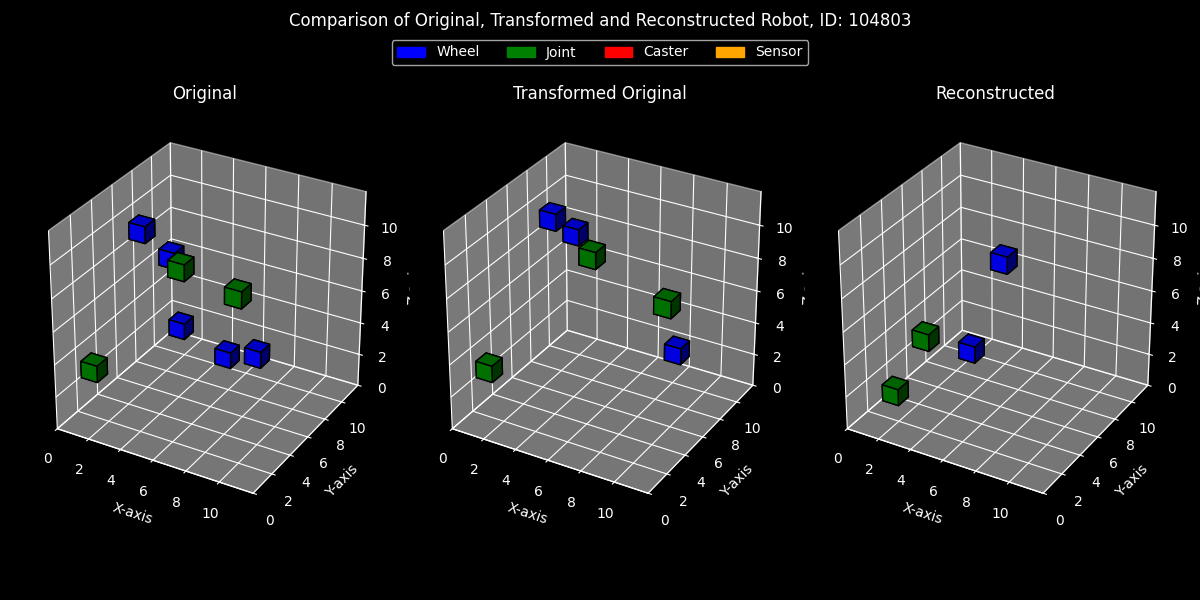 Comparison of Original, Transformed and Reconstructed Robot, ID: 104803
Wheel Joint Caster Sensor
Original Transformed Original Reconstructed
0 2 4 6 8 10
X-axis
0 2 4 6 8 10
Y-axis
0 2 4 6 8 10
0 2 4 6 8 10
X-axis
0 2 4 6 8 10
Y-axis
0 2 4 6 8 10
0 2 4 6 8 10
X-axis
0 2 4 6 8 10
Y-axis
0 2 4 6 8 10